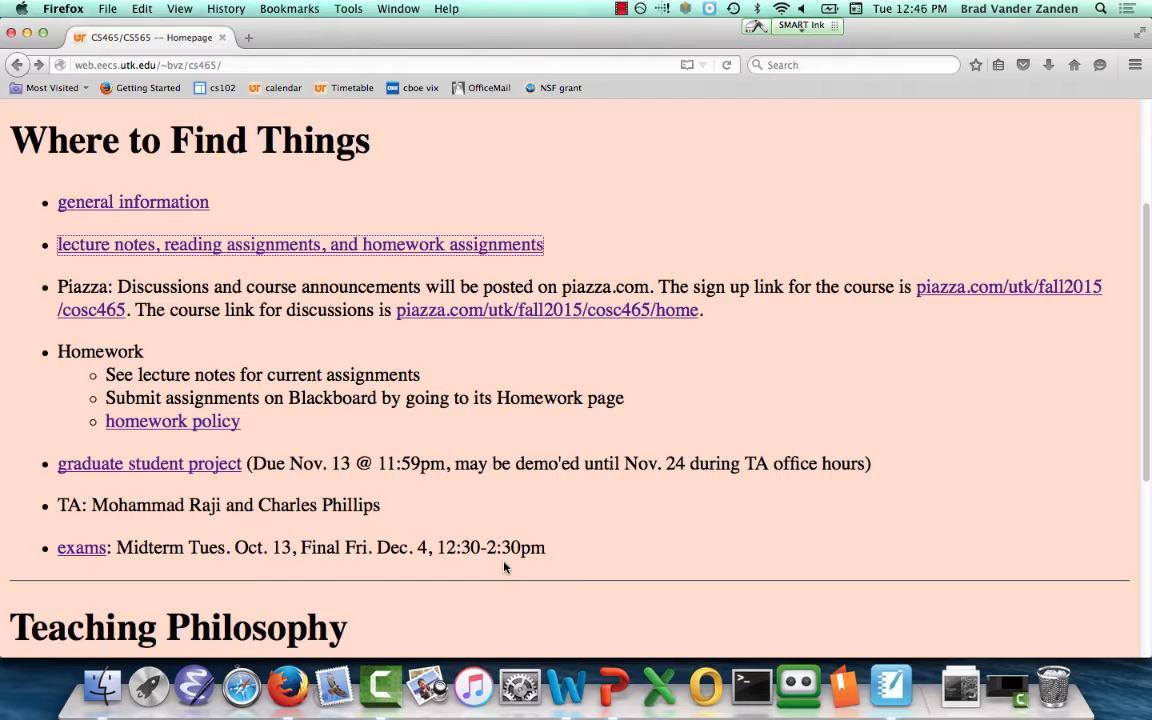 Firefox File Edit View History Bookmarks Tools Window Help Tue 12:46 PM Brad Vander Zanden
SMART Ink
CS465/CS565 -- Homepage
web.eecs.utk.edu/~bvz/cs465/ Search
Most Visited Getting Started cs102 calendar Timetable cboe vix OfficeMail NSF grant
Where to Find Things
general information
lecture notes, reading assignments, and homework assignments
Piazza: Discussions and course announcements will be posted on piazza.com. The sign up link for the course is piazza.com/utk/fall2015
/cosc465. The course link for discussions is piazza.com/utk/fall2015/cosc465/home.
Homework
See lecture notes for current assignments
Submit assignments on Blackboard by going to its Homework page
homework policy
graduate student project (Due Nov. 13 @ 11:59pm, may be demo'ed until Nov. 24 during TA office hours)
TA: Mohammad Raji and Charles Phillips
exams: Midterm Tues. Oct. 13, Final Fri. Dec. 4, 12:30-2:30pm
Teaching Philosophy